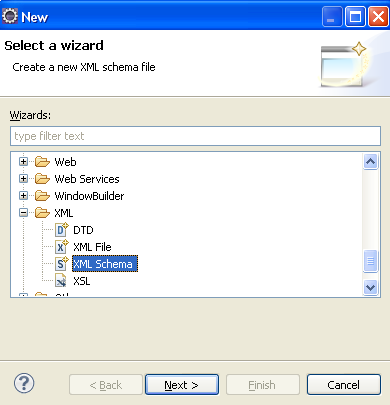 New
Select a wizard
Create a new XML schema file
Wizards:
type filter text
Web
Web Services
WindowBuilder
XML
DTD
XML File
XML Schema
XSL
< Back
Next >
Finish
Cancel